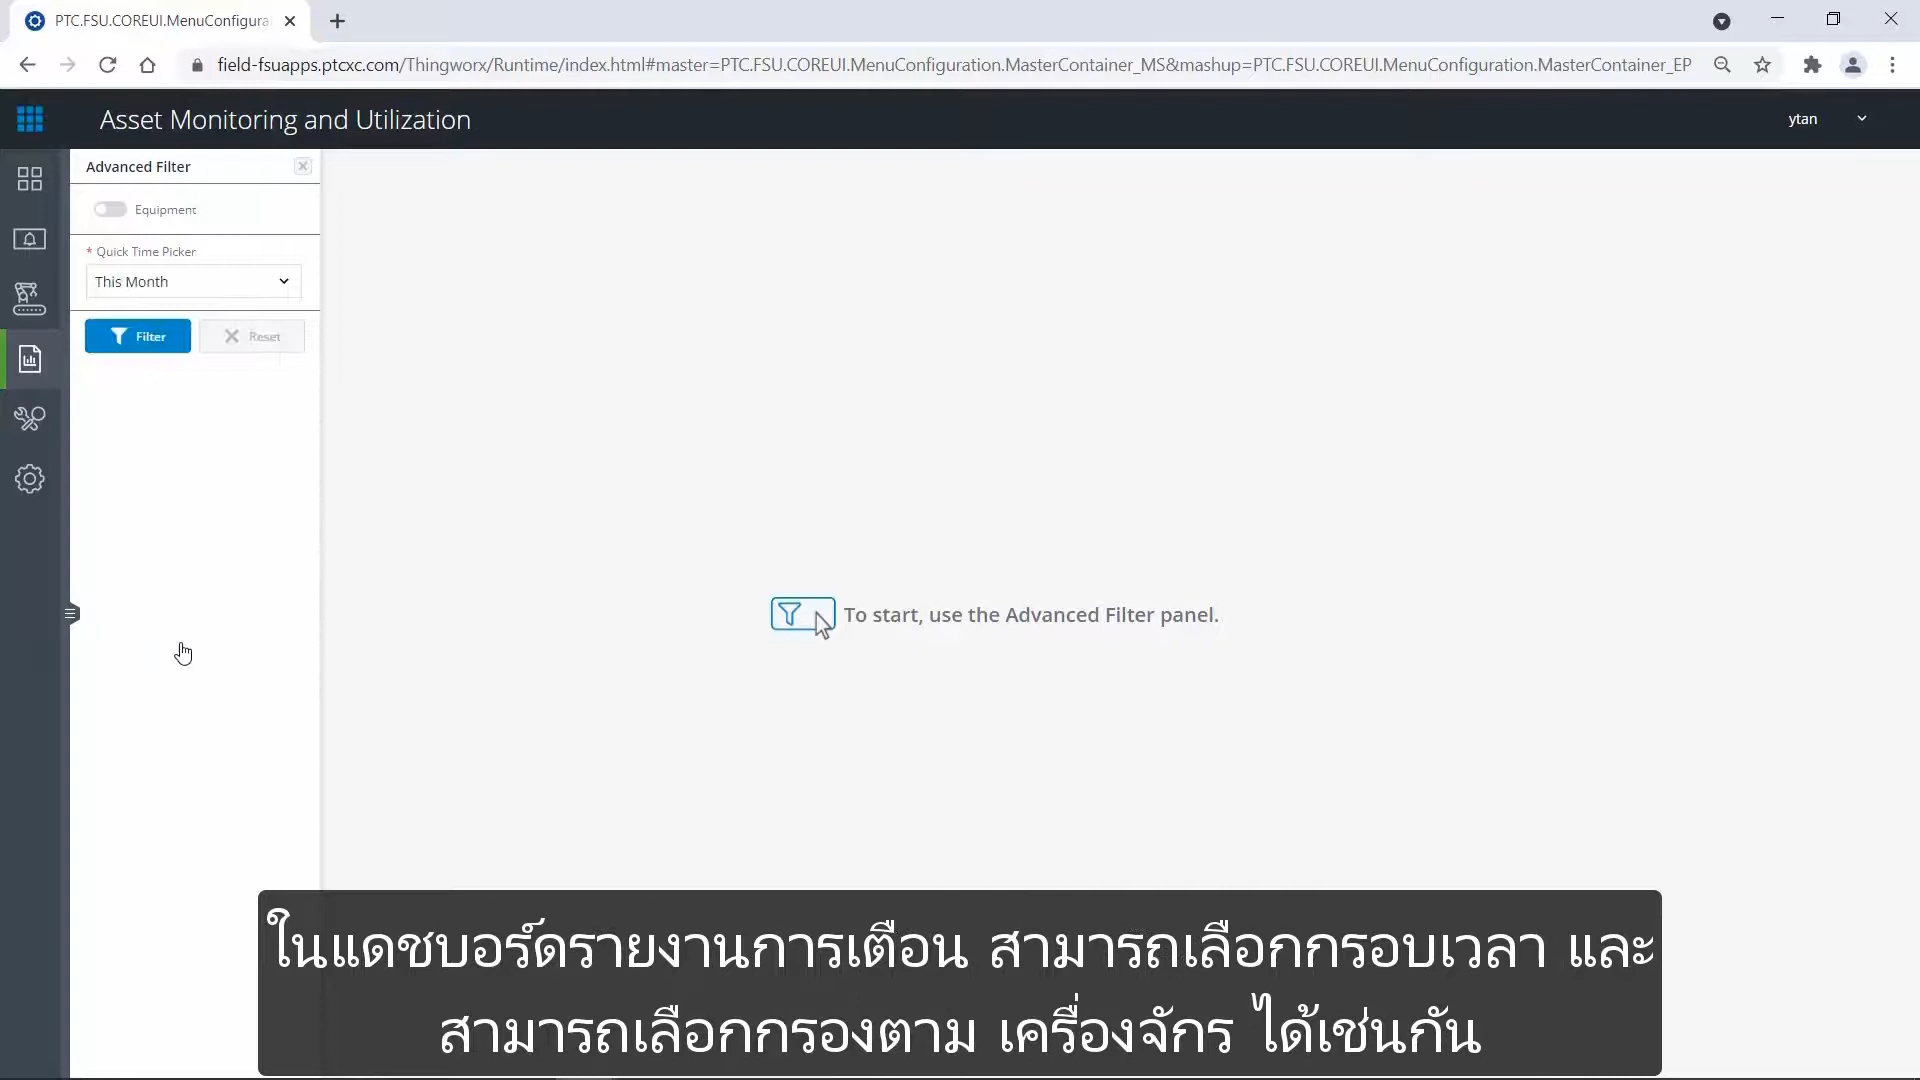 PTC.FSU.COREUI.MenuConfigura
field-fsuapps.ptcxc.com/Thingworx/Runtime/index.html#master=PTC.FSU.COREUI.MenuConfiguration.MasterContainer_MS&mashup=PTC.FSU.COREUI.MenuConfiguration.MasterContainer_EP
Asset Monitoring and Utilization
ytan
Advanced Filter
Equipment
* Quick Time Picker
This Month
Filter
Reset
To start, use the Advanced Filter panel.
ในแดชบอร์ดรายงานการเตือน สามารถเลือกกรอบเวลา และ
สามารถเลือกกรองตาม เครื่องจักร ได้เช่นกัน